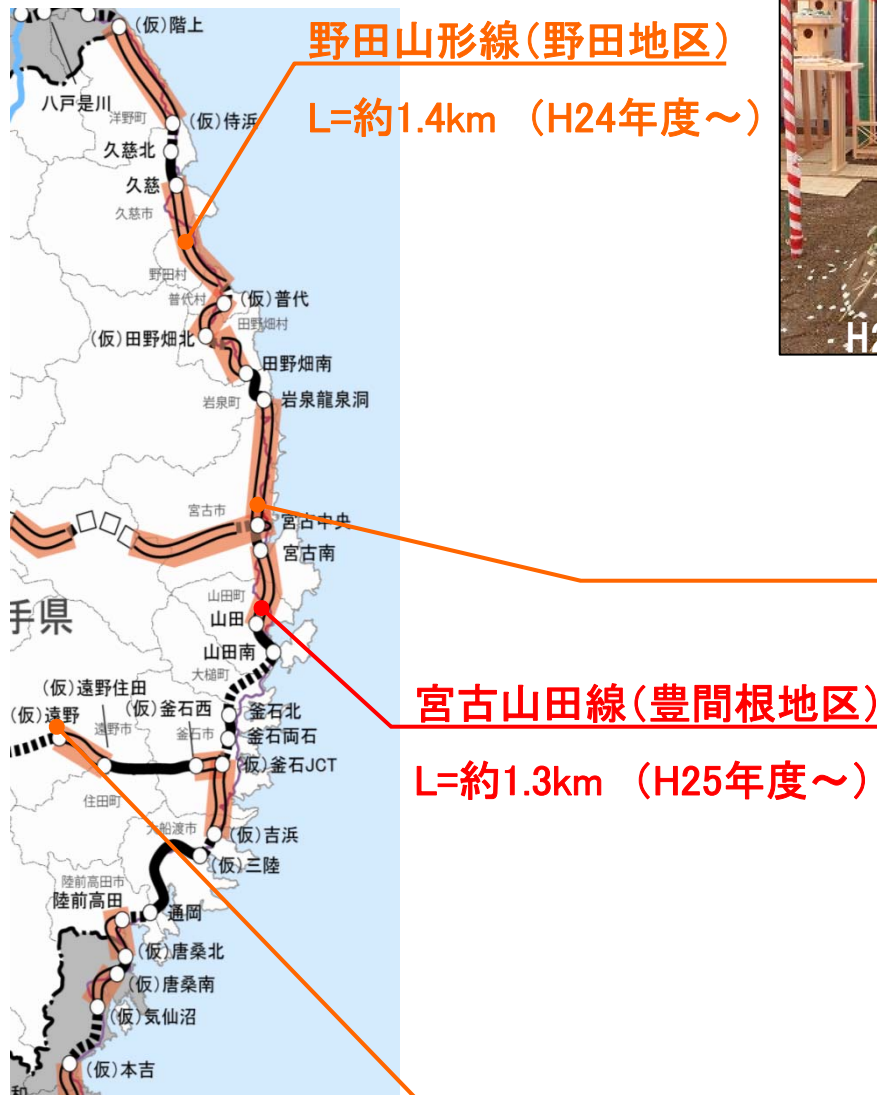 野田山形線(野田地区)
L=約1.4km (H24年度～)
宮古山田線(豊間根地区)
L=約1.3km (H25年度～)
(仮)階上
八戸是川
洋野町
(仮)侍浜
久慈北
久慈
久慈市
野田村
普代村
(仮)普代
田野畑村
(仮)田野畑北
田野畑南
岩泉町
岩泉龍泉洞
宮古市
宮古中央
宮古南
山田町
手県
山田
山田南
大槌町
(仮)遠野住田
(仮)遠野
遠野市
(仮)釜石西
釜石北
釜石市
釜石両石
(仮)釜石JCT
住田町
大船渡市
(仮)吉浜
(仮)三陸
陸前高田市
陸前高田
通岡
(仮)唐桑北
(仮)唐桑南
(仮)気仙沼
(仮)本吉
和